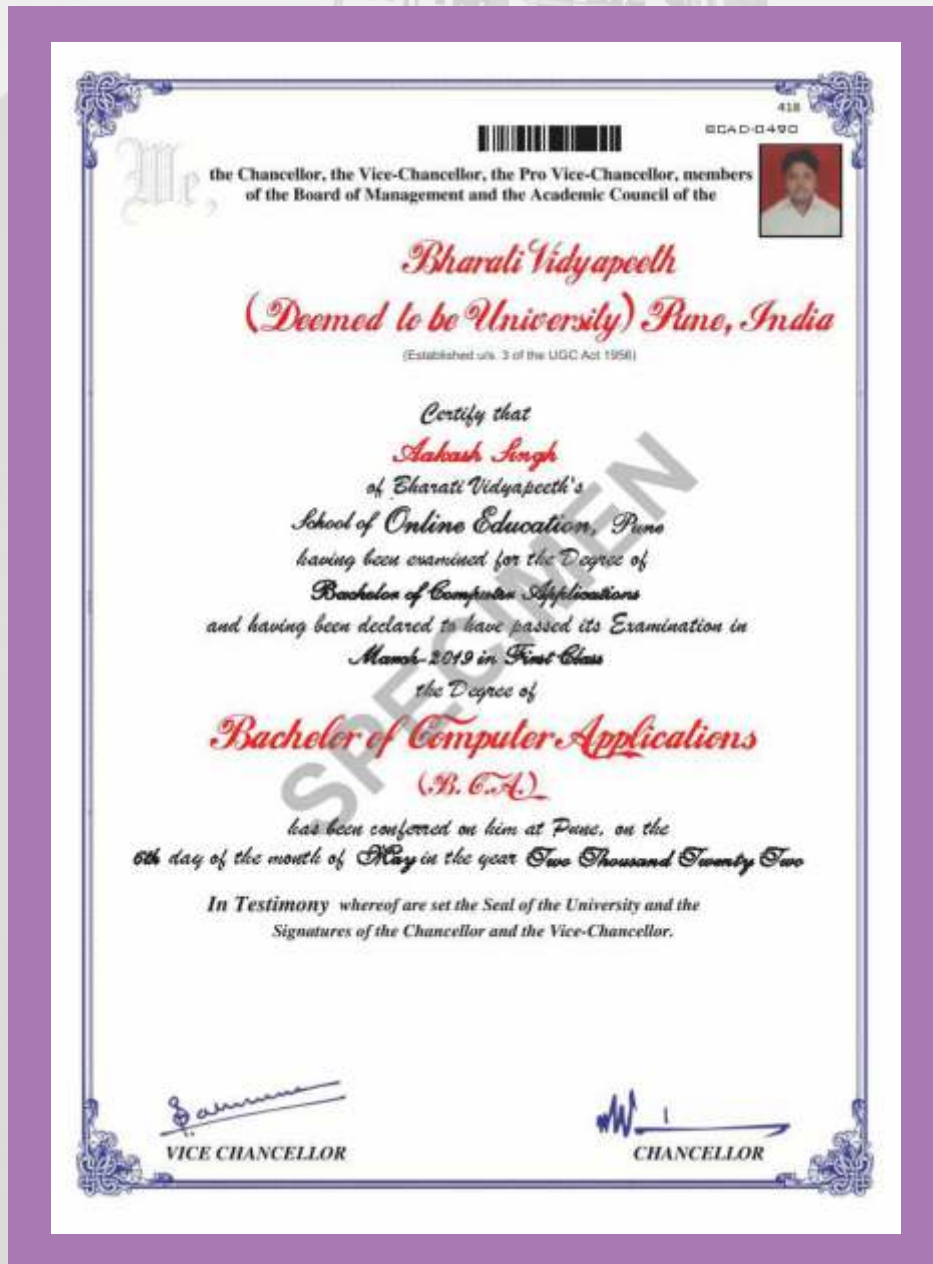 418
BCAD-0490
We,
the Chancellor, the Vice-Chancellor, the Pro Vice-Chancellor, members
of the Board of Management and the Academic Council of the
Bharati Vidyapeeth
(Deemed to be University) Pune, India
(Established u/s. 3 of the UGC Act 1956)
Certify that
Aakash Singh
of Bharati Vidyapeeth's
School of Online Education, Pune
having been examined for the Degree of
Bachelor of Computer Applications
and having been declared to have passed its Examination in
March-2019 in First Class
the Degree of
Bachelor of Computer Applications
(B.C.A.)
has been conferred on him at Pune, on the
6th day of the month of May in the year Two Thousand Twenty Two
In Testimony whereof are set the Seal of the University and the
Signatures of the Chancellor and the Vice-Chancellor.
VICE CHANCELLOR
CHANCELLOR
SPECIMEN